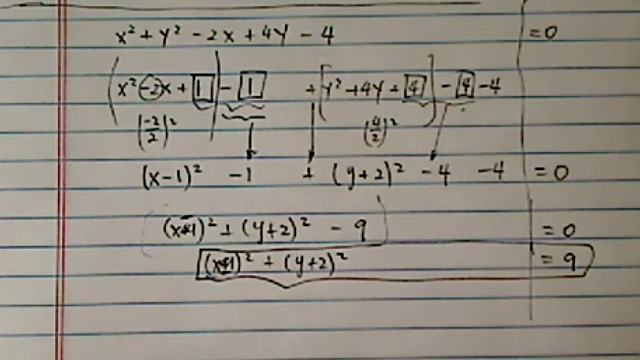 x² + y² - 2x + 4y - 4 = 0
(x² - 2x + 1) - 1 + (y² + 4y + 4) - 4 - 4
(-2/2)² (4/2)²
(x-1)² - 1 + (y+2)² - 4 - 4 = 0
(x-1)² + (y+2)² - 9 = 0
(x-1)² + (y+2)² = 9